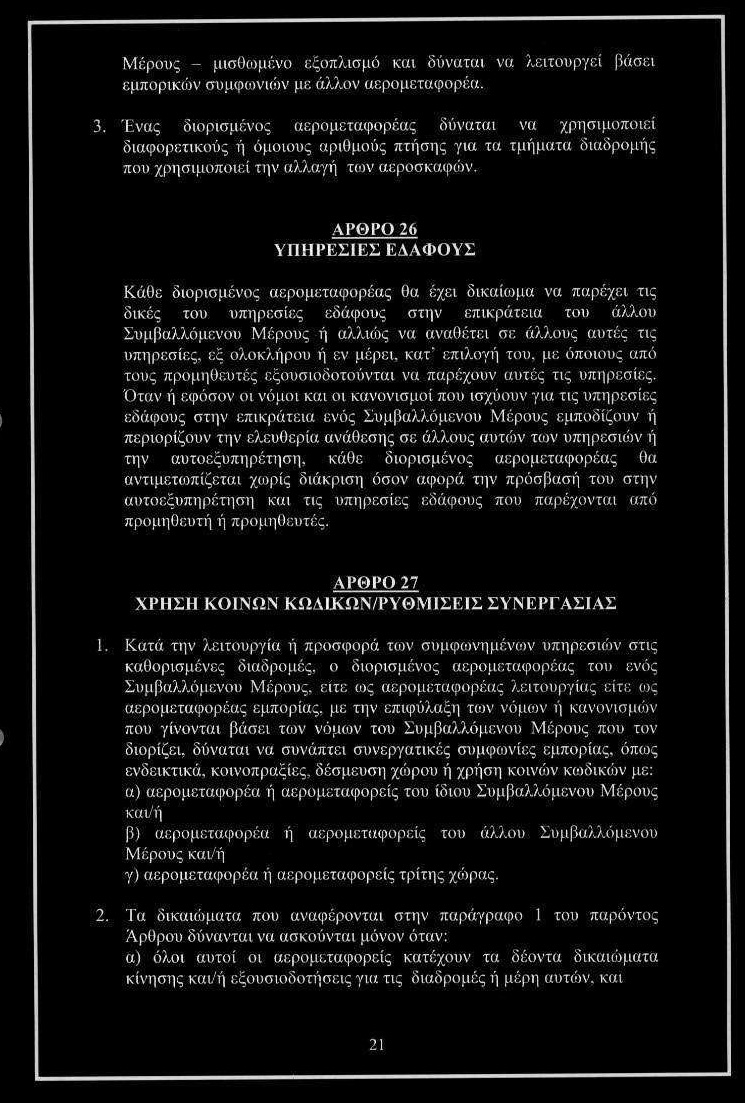 Μέρους – μισθωμένο εξοπλισμό και δύναται να λειτουργεί βάσει
εμπορικών συμφωνιών με άλλον αερομεταφορέα.
3. Ένας διορισμένος αερομεταφορέας δύναται να χρησιμοποιεί
διαφορετικούς ή όμοιους αριθμούς πτήσης για τα τμήματα διαδρομής
που χρησιμοποιεί την αλλαγή των αεροσκαφών.
ΑΡΘΡΟ 26
ΥΠΗΡΕΣΙΕΣ ΕΔΑΦΟΥΣ
Κάθε διορισμένος αερομεταφορέας θα έχει δικαίωμα να παρέχει τις
δικές του υπηρεσίες εδάφους στην επικράτεια του άλλου
Συμβαλλόμενου Μέρους ή αλλιώς να αναθέτει σε άλλους αυτές τις
υπηρεσίες, εξ ολοκλήρου ή εν μέρει, κατ’ επιλογή του, με όποιους από
τους προμηθευτές εξουσιοδοτούνται να παρέχουν αυτές τις υπηρεσίες.
Όταν ή εφόσον οι νόμοι και οι κανονισμοί που ισχύουν για τις υπηρεσίες
εδάφους στην επικράτεια ενός Συμβαλλόμενου Μέρους εμποδίζουν ή
περιορίζουν την ελευθερία ανάθεσης σε άλλους αυτών των υπηρεσιών ή
την αυτοεξυπηρέτηση, κάθε διορισμένος αερομεταφορέας θα
αντιμετωπίζεται χωρίς διάκριση όσον αφορά την πρόσβασή του στην
αυτοεξυπηρέτηση και τις υπηρεσίες εδάφους που παρέχονται από
προμηθευτή ή προμηθευτές.
ΑΡΘΡΟ 27
ΧΡΗΣΗ ΚΟΙΝΩΝ ΚΩΔΙΚΩΝ/ΡΥΘΜΙΣΕΙΣ ΣΥΝΕΡΓΑΣΙΑΣ
1. Κατά την λειτουργία ή προσφορά των συμφωνημένων υπηρεσιών στις
καθορισμένες διαδρομές, ο διορισμένος αερομεταφορέας του ενός
Συμβαλλόμενου Μέρους, είτε ως αερομεταφορέας λειτουργίας είτε ως
αερομεταφορέας εμπορίας, με την επιφύλαξη των νόμων ή κανονισμών
που γίνονται βάσει των νόμων του Συμβαλλόμενου Μέρους που τον
διορίζει, δύναται να συνάπτει συνεργατικές συμφωνίες εμπορίας, όπως
ενδεικτικά, κοινοπραξίες, δέσμευση χώρου ή χρήση κοινών κωδικών με:
α) αερομεταφορέα ή αερομεταφορείς του ίδιου Συμβαλλόμενου Μέρους
και/ή
β) αερομεταφορέα ή αερομεταφορείς του άλλου Συμβαλλόμενου
Μέρους και/ή
γ) αερομεταφορέα ή αερομεταφορείς τρίτης χώρας.
2. Τα δικαιώματα που αναφέρονται στην παράγραφο 1 του παρόντος
Άρθρου δύνανται να ασκούνται μόνον όταν:
α) όλοι αυτοί οι αερομεταφορείς κατέχουν τα δέοντα δικαιώματα
κίνησης και/ή εξουσιοδοτήσεις για τις διαδρομές ή μέρη αυτών, και
21